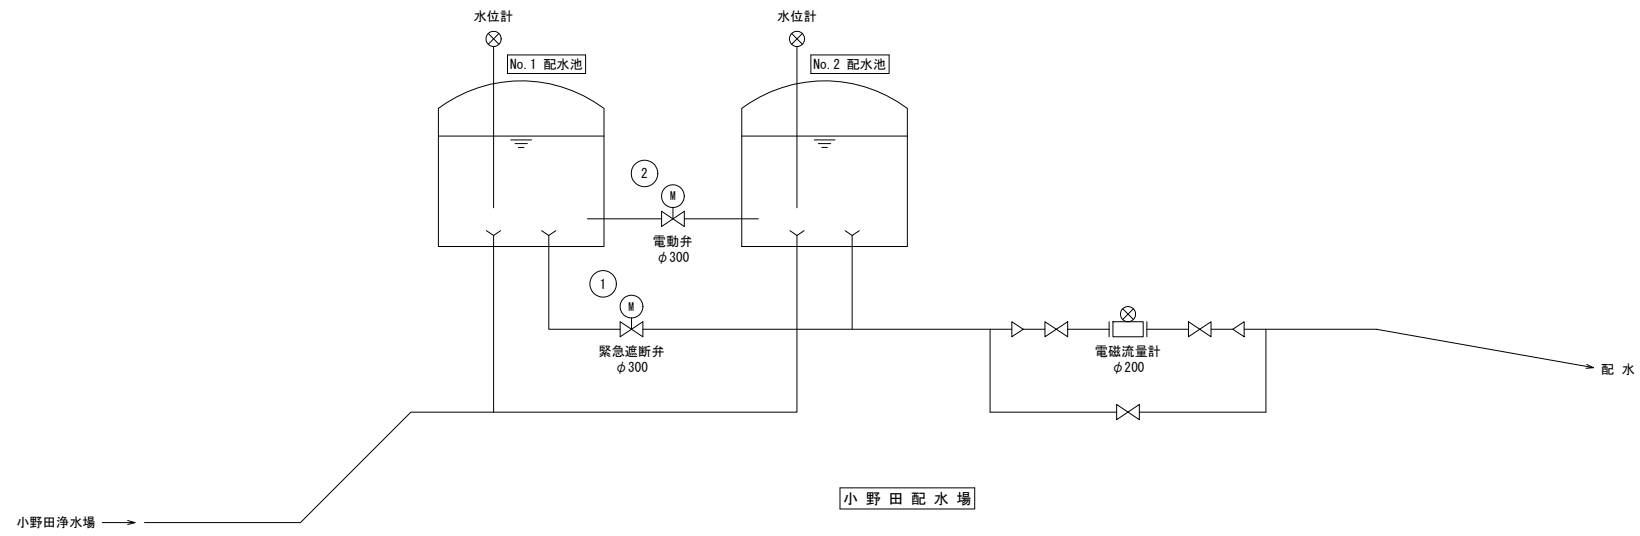 水位計
水位計
No.1 配水池
No.2 配水池
2
M
電動弁
φ300
1
M
緊急遮断弁
φ300
電磁流量計
φ200
配 水
小 野 田 配 水 場
小野田浄水場